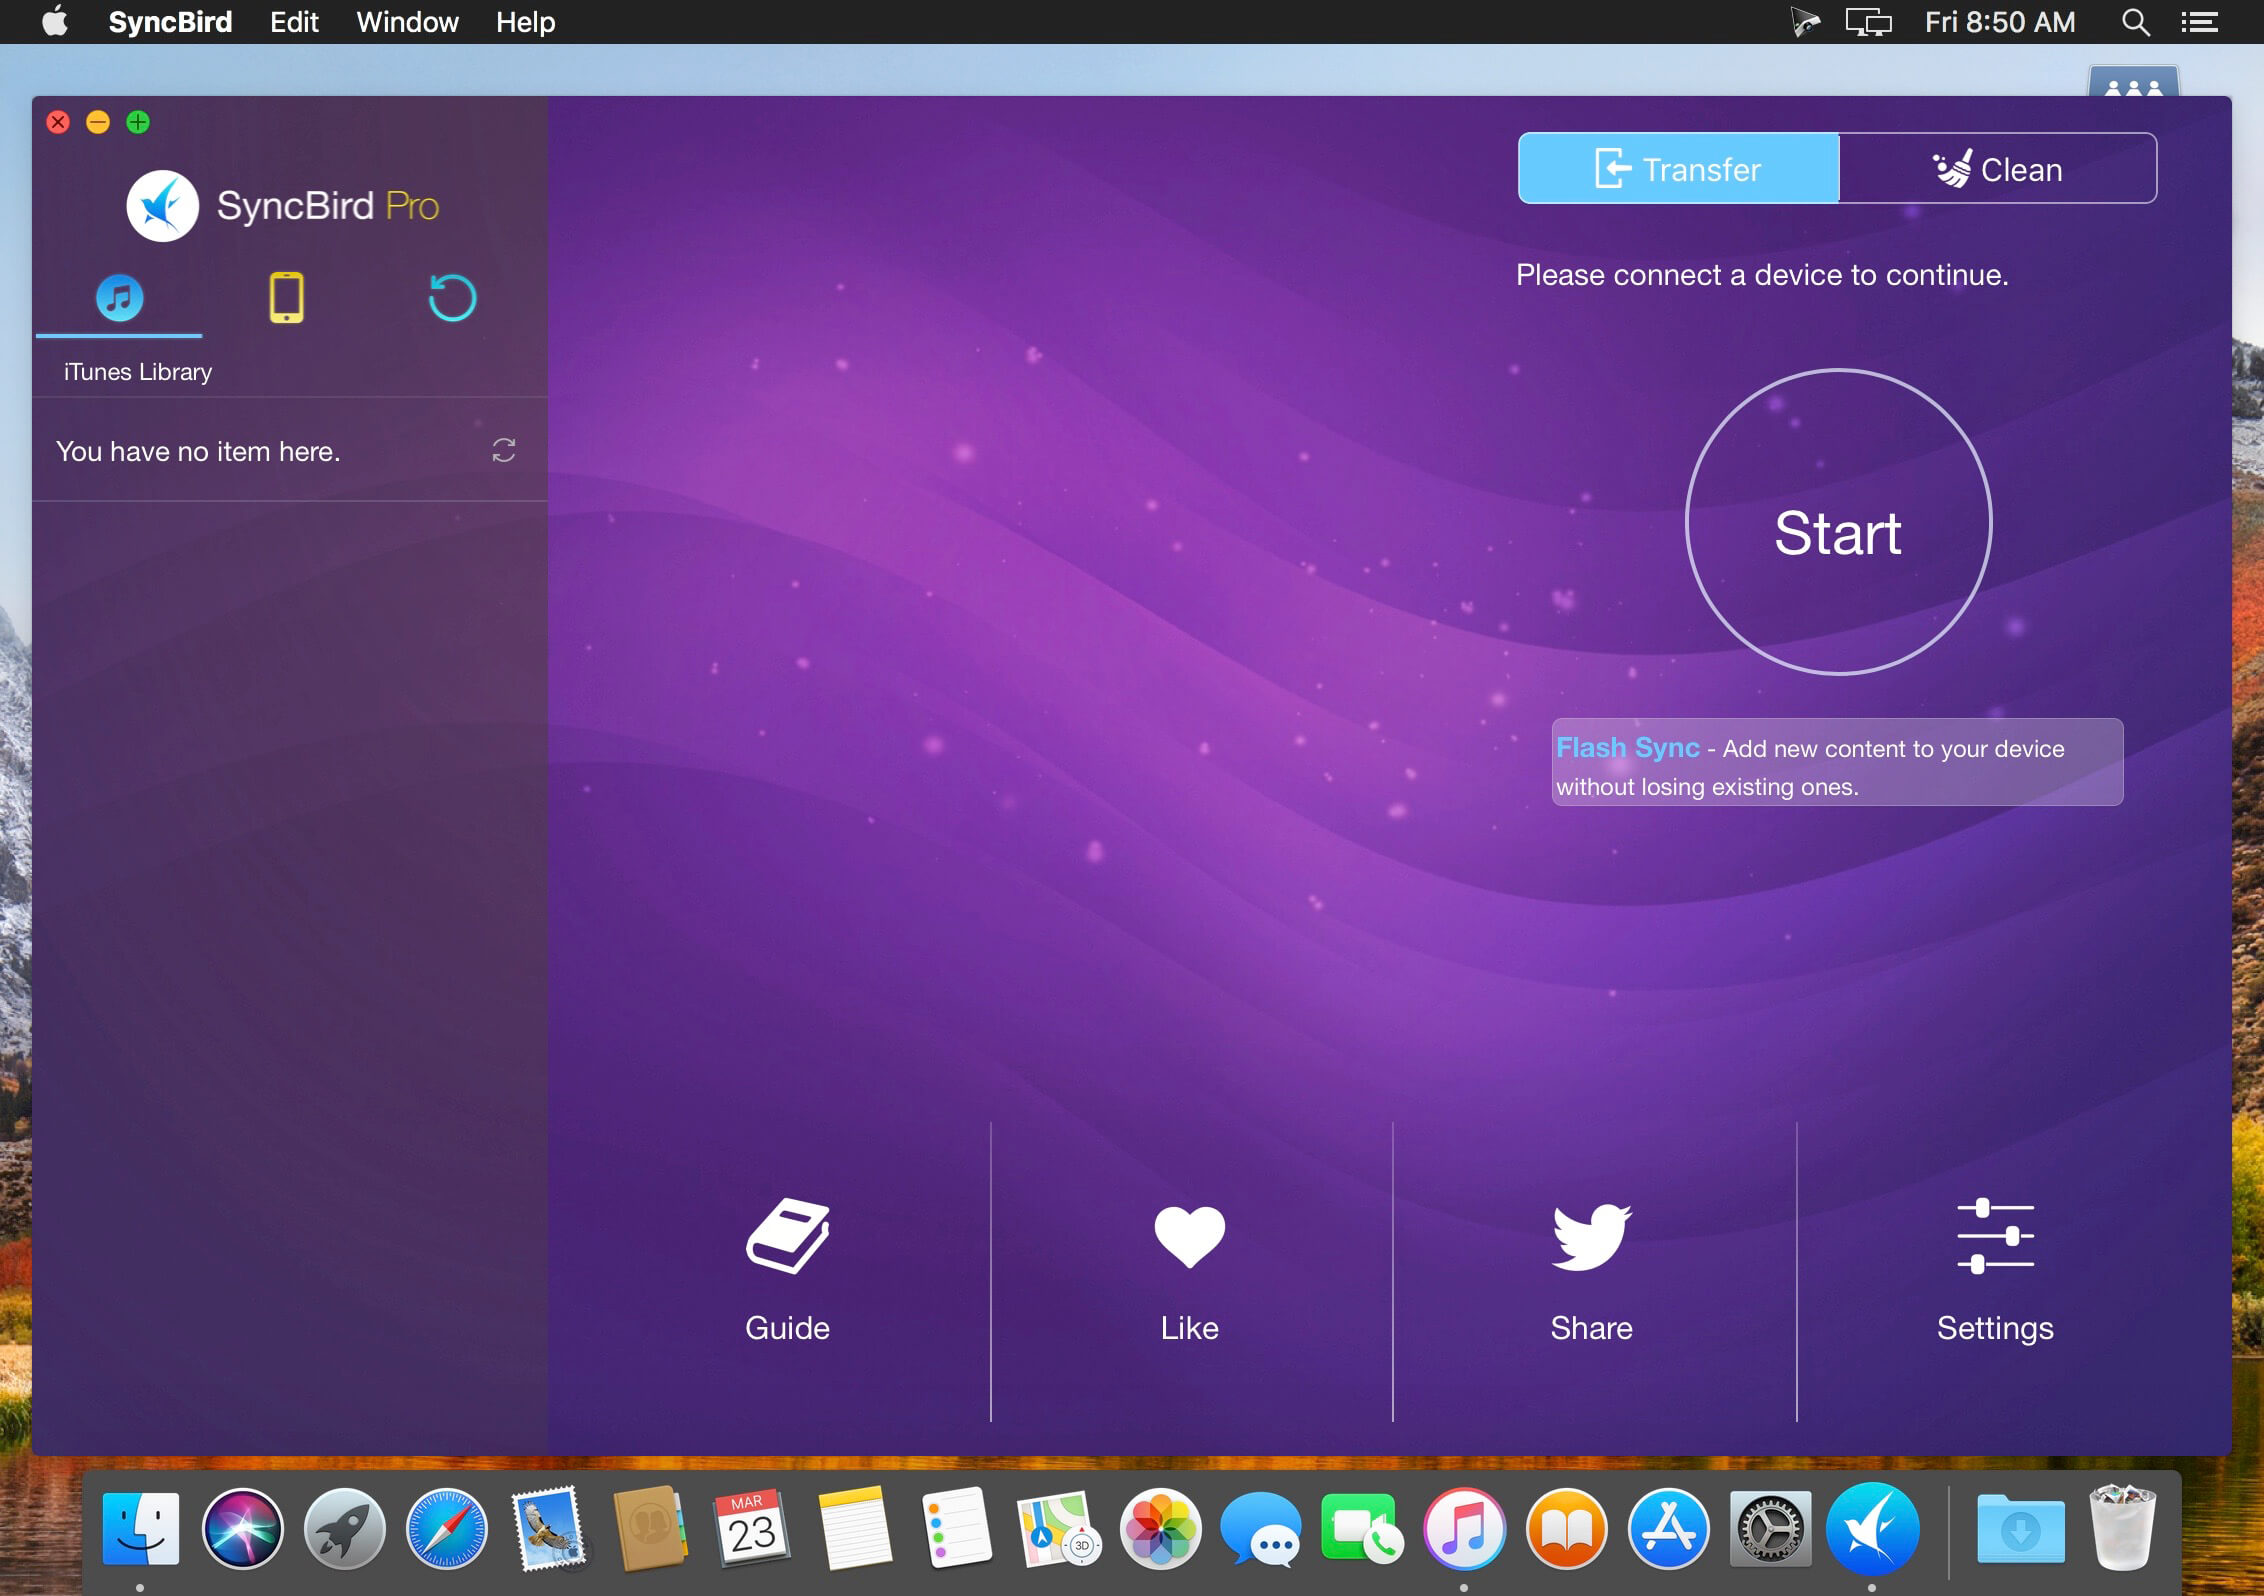 SyncBird Edit Window Help
Fri 8:50 AM
SyncBird Pro
iTunes Library
You have no item here.
Transfer
Clean
Please connect a device to continue.
Start
Flash Sync - Add new content to your device
without losing existing ones.
Guide
Like
Share
Settings
MAR
23
3D